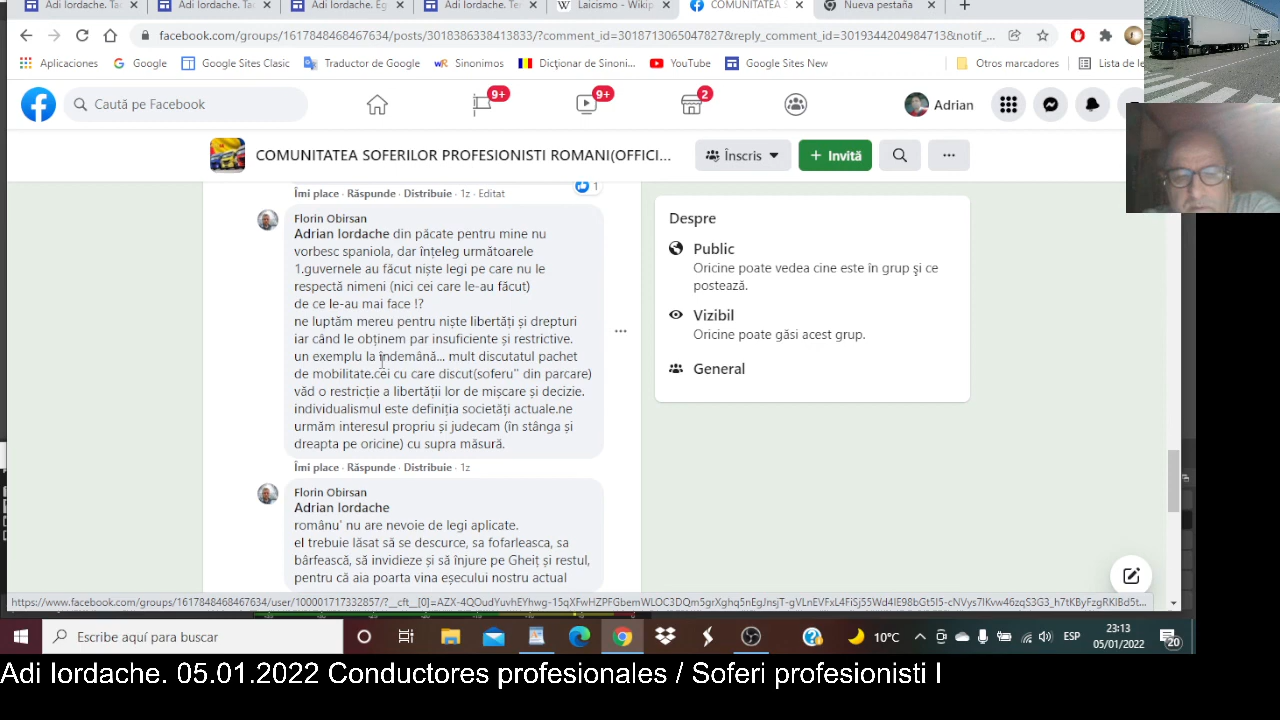 Adi Iordache. Ta
Adi Iordache. Ta
Adi Iordache. Eg
Adi Iordache. Te
Laicismo - Wikip
COMUNITATEA S
Nueva pestaña
facebook.com/groups/1617848468467634/posts/3018308338413833/?comment_id=3018713065047827&reply_comment_id=3019344204984713&notif_...
Aplicaciones
Google
Google Sites Clasic
Traductor de Google
Sinonimns
Dicționar de Sinoni...
YouTube
Google Sites New
Otros marcadores
Lista de le
Caută pe Facebook
9+
9+
2
Adrian
COMUNITATEA SOFERILOR PROFESIONISTI ROMANI(OFFICI...
Înscris
+ Invită
Îmi place · Răspunde · Distribuie · 1z · Editat
1
Florin Obirsan
Adrian Iordache din păcate pentru mine nu
vorbesc spaniola, dar înțeleg următoarele
1.guvernele au făcut niște legi pe care nu le
respectă nimeni (nici cei care le-au făcut)
de ce le-au mai face !?
ne luptăm mereu pentru niște libertăți și drepturi
iar când le obținem par insuficiente și restrictive.
un exemplu la îndemână... mult discutatul pachet
de mobilitate.cei cu care discut(soferu" din parcare)
văd o restricție a libertății lor de mișcare și decizie.
individualismul este definiția societăți actuale.ne
urmăm interesul propriu și judecam (în stânga și
dreapta pe oricine) cu supra măsură.
Îmi place · Răspunde · Distribuie · 1z
Florin Obirsan
Adrian Iordache
românu' nu are nevoie de legi aplicate.
el trebuie lăsat să se descurce, sa fofarleasca, sa
bârfească, să invidieze și să înjure pe Gheiț și restul,
pentru că aia poarta vina eșecului nostru actual
Despre
Public
Oricine poate vedea cine este în grup și ce
postează.
Vizibil
Oricine poate găsi acest grup.
General
Escribe aquí para buscar
10°C
ESP
23:13
05/01/2022
20
Adi Iordache. 05.01.2022 Conductores profesionales / Soferi profesionisti I